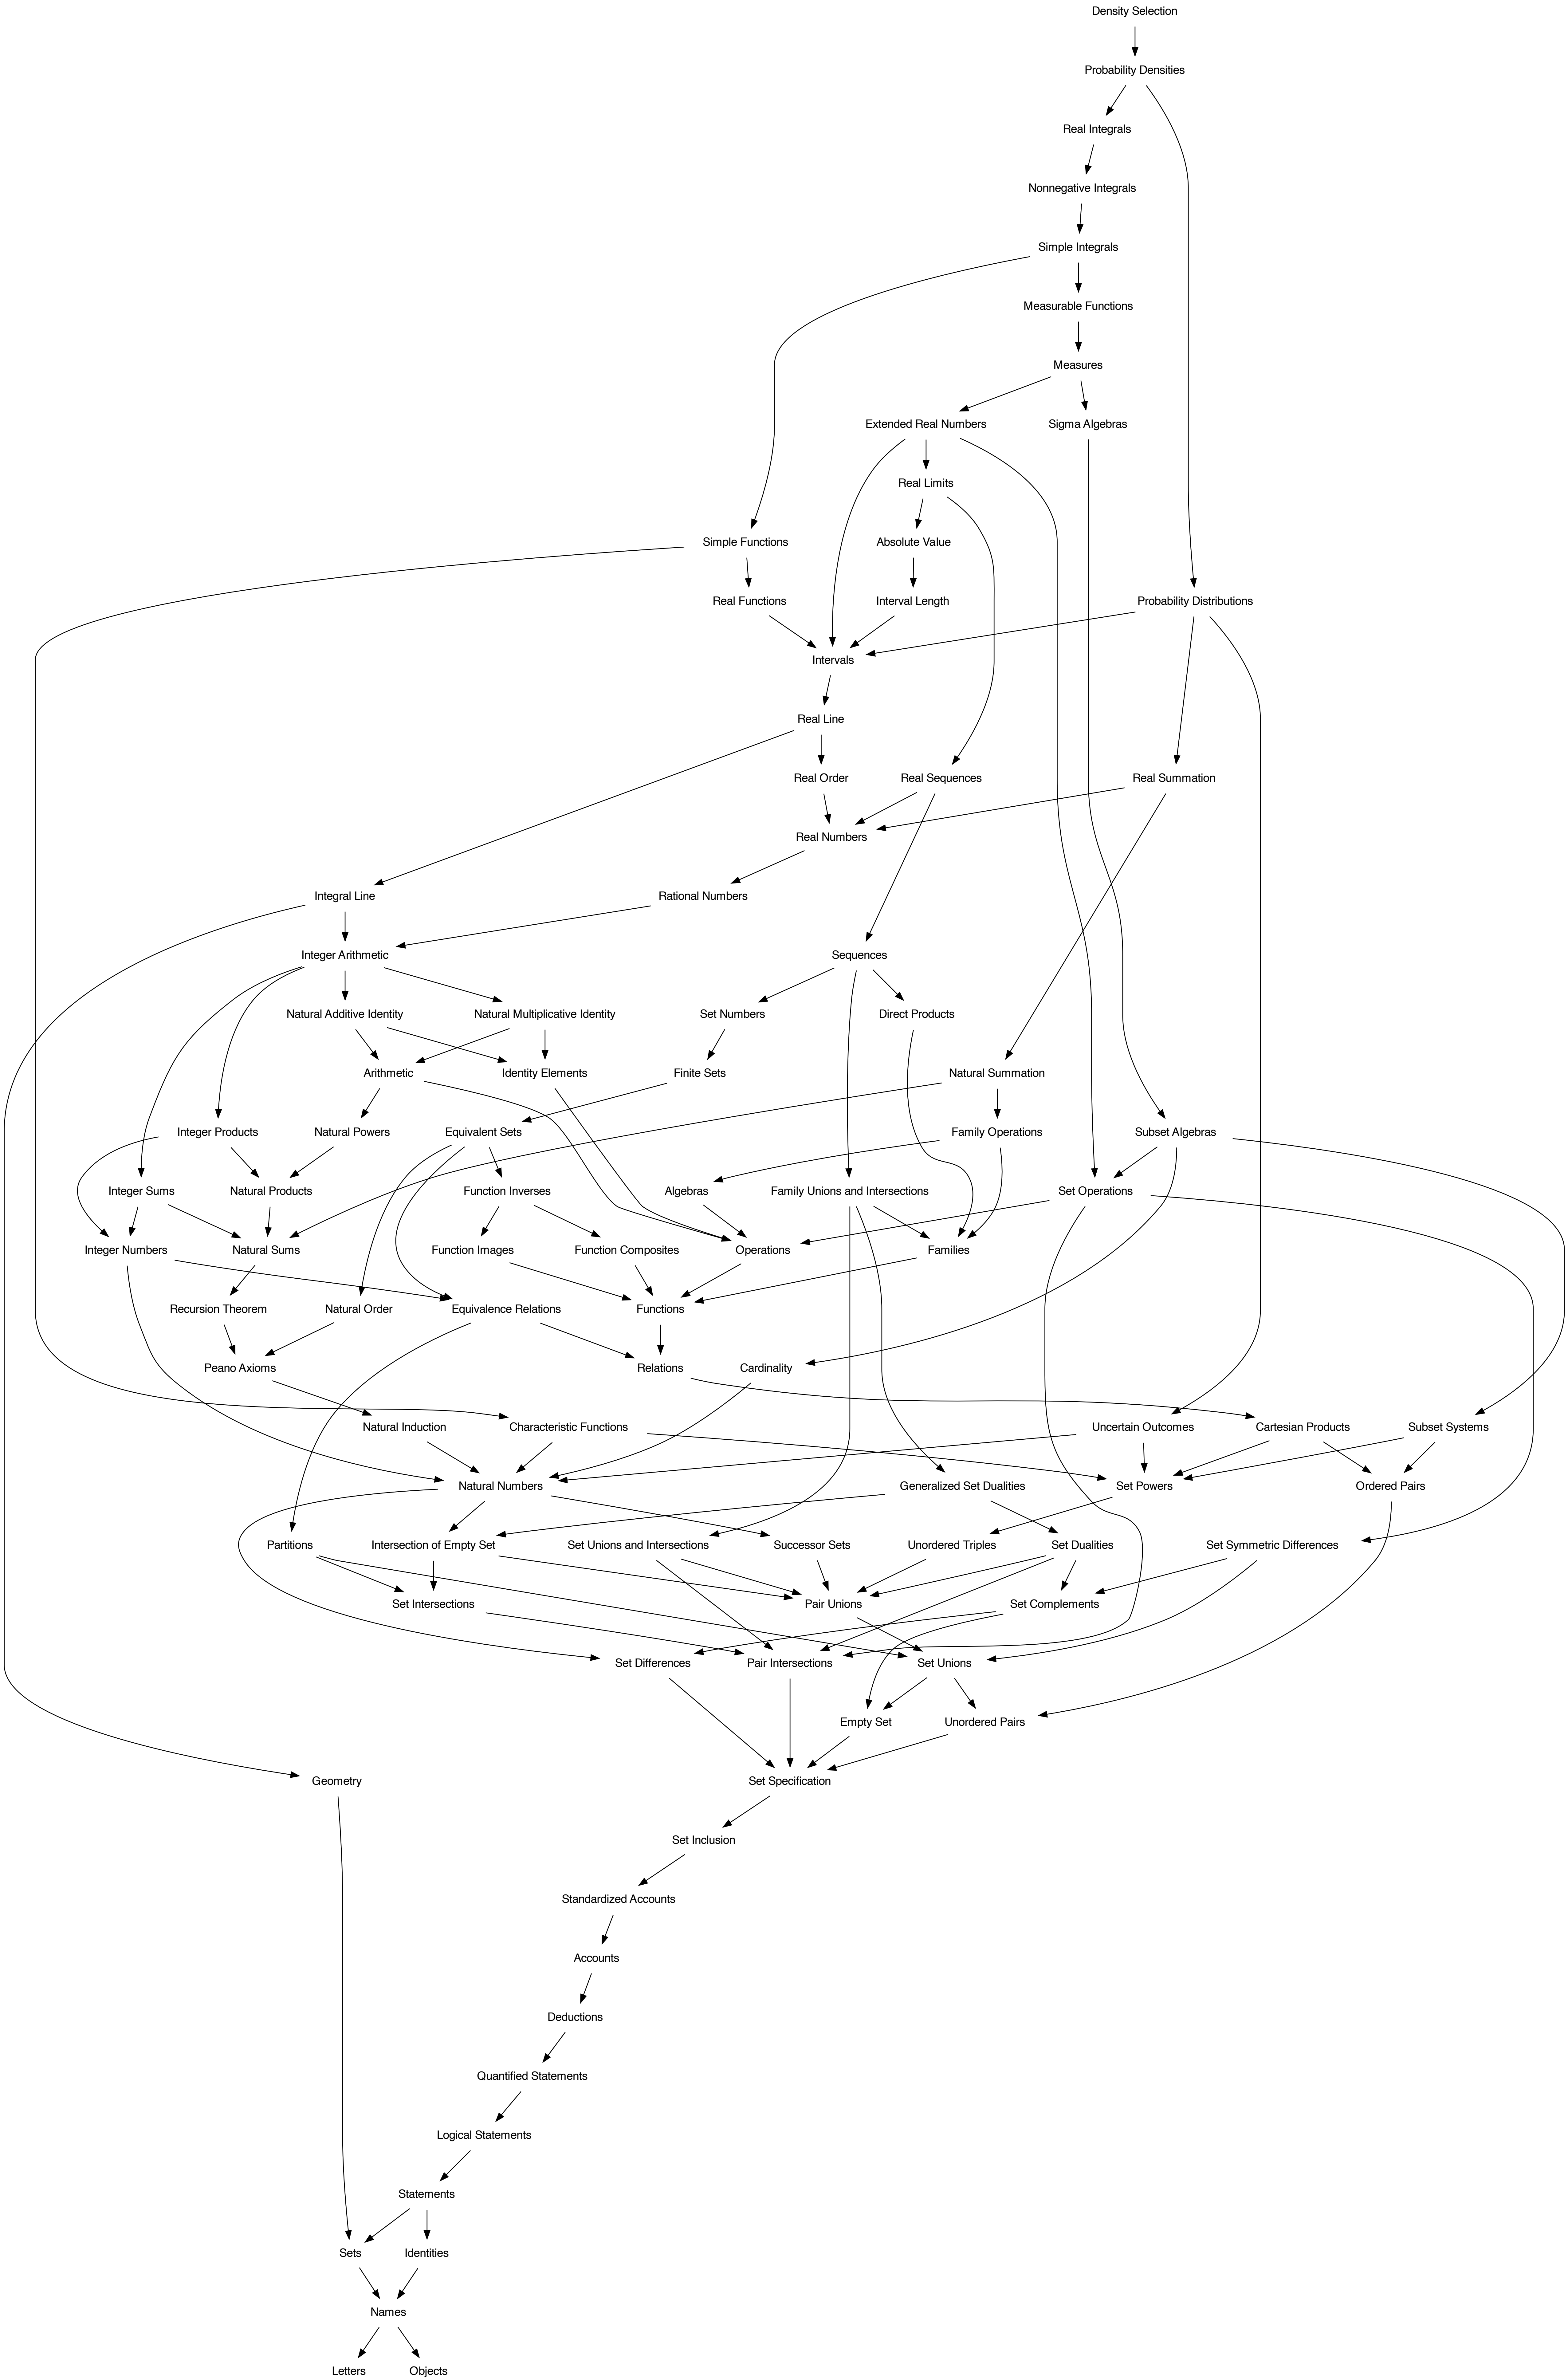 Density Selection
Probability Densities
Real Integrals
Nonnegative Integrals
Simple Integrals
Measurable Functions
Measures
Extended Real Numbers
Sigma Algebras
Real Limits
Simple Functions
Absolute Value
Real Functions
Interval Length
Probability Distributions
Intervals
Real Line
Real Order
Real Sequences
Real Summation
Real Numbers
Integral Line
Rational Numbers
Integer Arithmetic
Sequences
Natural Additive Identity
Natural Multiplicative Identity
Set Numbers
Direct Products
Arithmetic
Identity Elements
Finite Sets
Natural Summation
Integer Products
Natural Powers
Equivalent Sets
Family Operations
Subset Algebras
Integer Sums
Natural Products
Function Inverses
Algebras
Family Unions and Intersections
Set Operations
Integer Numbers
Natural Sums
Function Images
Function Composites
Operations
Families
Recursion Theorem
Natural Order
Equivalence Relations
Functions
Peano Axioms
Relations
Cardinality
Natural Induction
Characteristic Functions
Uncertain Outcomes
Cartesian Products
Subset Systems
Natural Numbers
Generalized Set Dualities
Set Powers
Ordered Pairs
Partitions
Intersection of Empty Set
Set Unions and Intersections
Successor Sets
Unordered Triples
Set Dualities
Set Symmetric Differences
Set Intersections
Pair Unions
Set Complements
Set Differences
Pair Intersections
Set Unions
Empty Set
Unordered Pairs
Geometry
Set Specification
Set Inclusion
Standardized Accounts
Accounts
Deductions
Quantified Statements
Logical Statements
Statements
Sets
Identities
Names
Letters
Objects